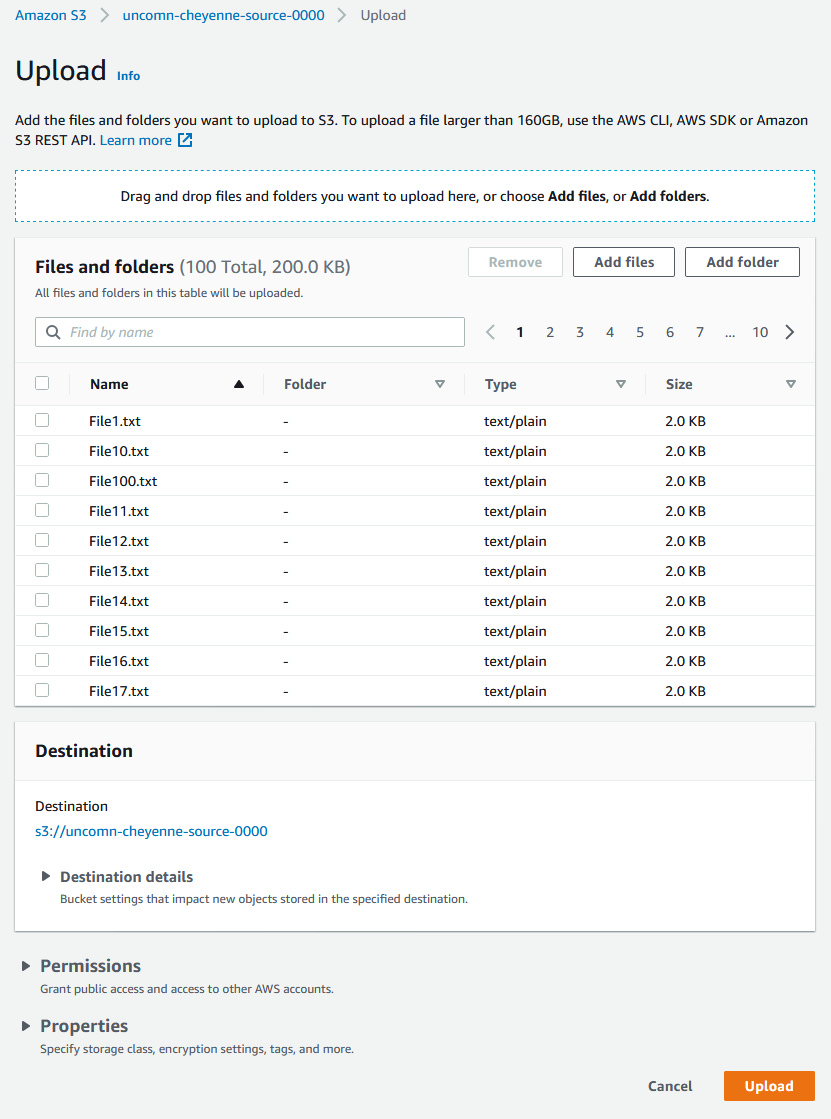 Amazon S3 > uncomn-cheyenne-source-0000 > Upload
Upload Info
Add the files and folders you want to upload to S3. To upload a file larger than 160GB, use the AWS CLI, AWS SDK or Amazon
S3 REST API. Learn more
Drag and drop files and folders you want to upload here, or choose Add files, or Add folders.
Files and folders (100 Total, 200.0 KB) Remove Add files Add folder
All files and folders in this table will be uploaded.
Find by name < 1 2 3 4 5 6 7 ... 10 >
Name Folder Type Size
File1.txt - text/plain 2.0 KB
File10.txt - text/plain 2.0 KB
File100.txt - text/plain 2.0 KB
File11.txt - text/plain 2.0 KB
File12.txt - text/plain 2.0 KB
File13.txt - text/plain 2.0 KB
File14.txt - text/plain 2.0 KB
File15.txt - text/plain 2.0 KB
File16.txt - text/plain 2.0 KB
File17.txt - text/plain 2.0 KB
Destination
Destination
s3://uncomn-cheyenne-source-0000
Destination details
Bucket settings that impact new objects stored in the specified destination.
Permissions
Grant public access and access to other AWS accounts.
Properties
Specify storage class, encryption settings, tags, and more.
Cancel Upload